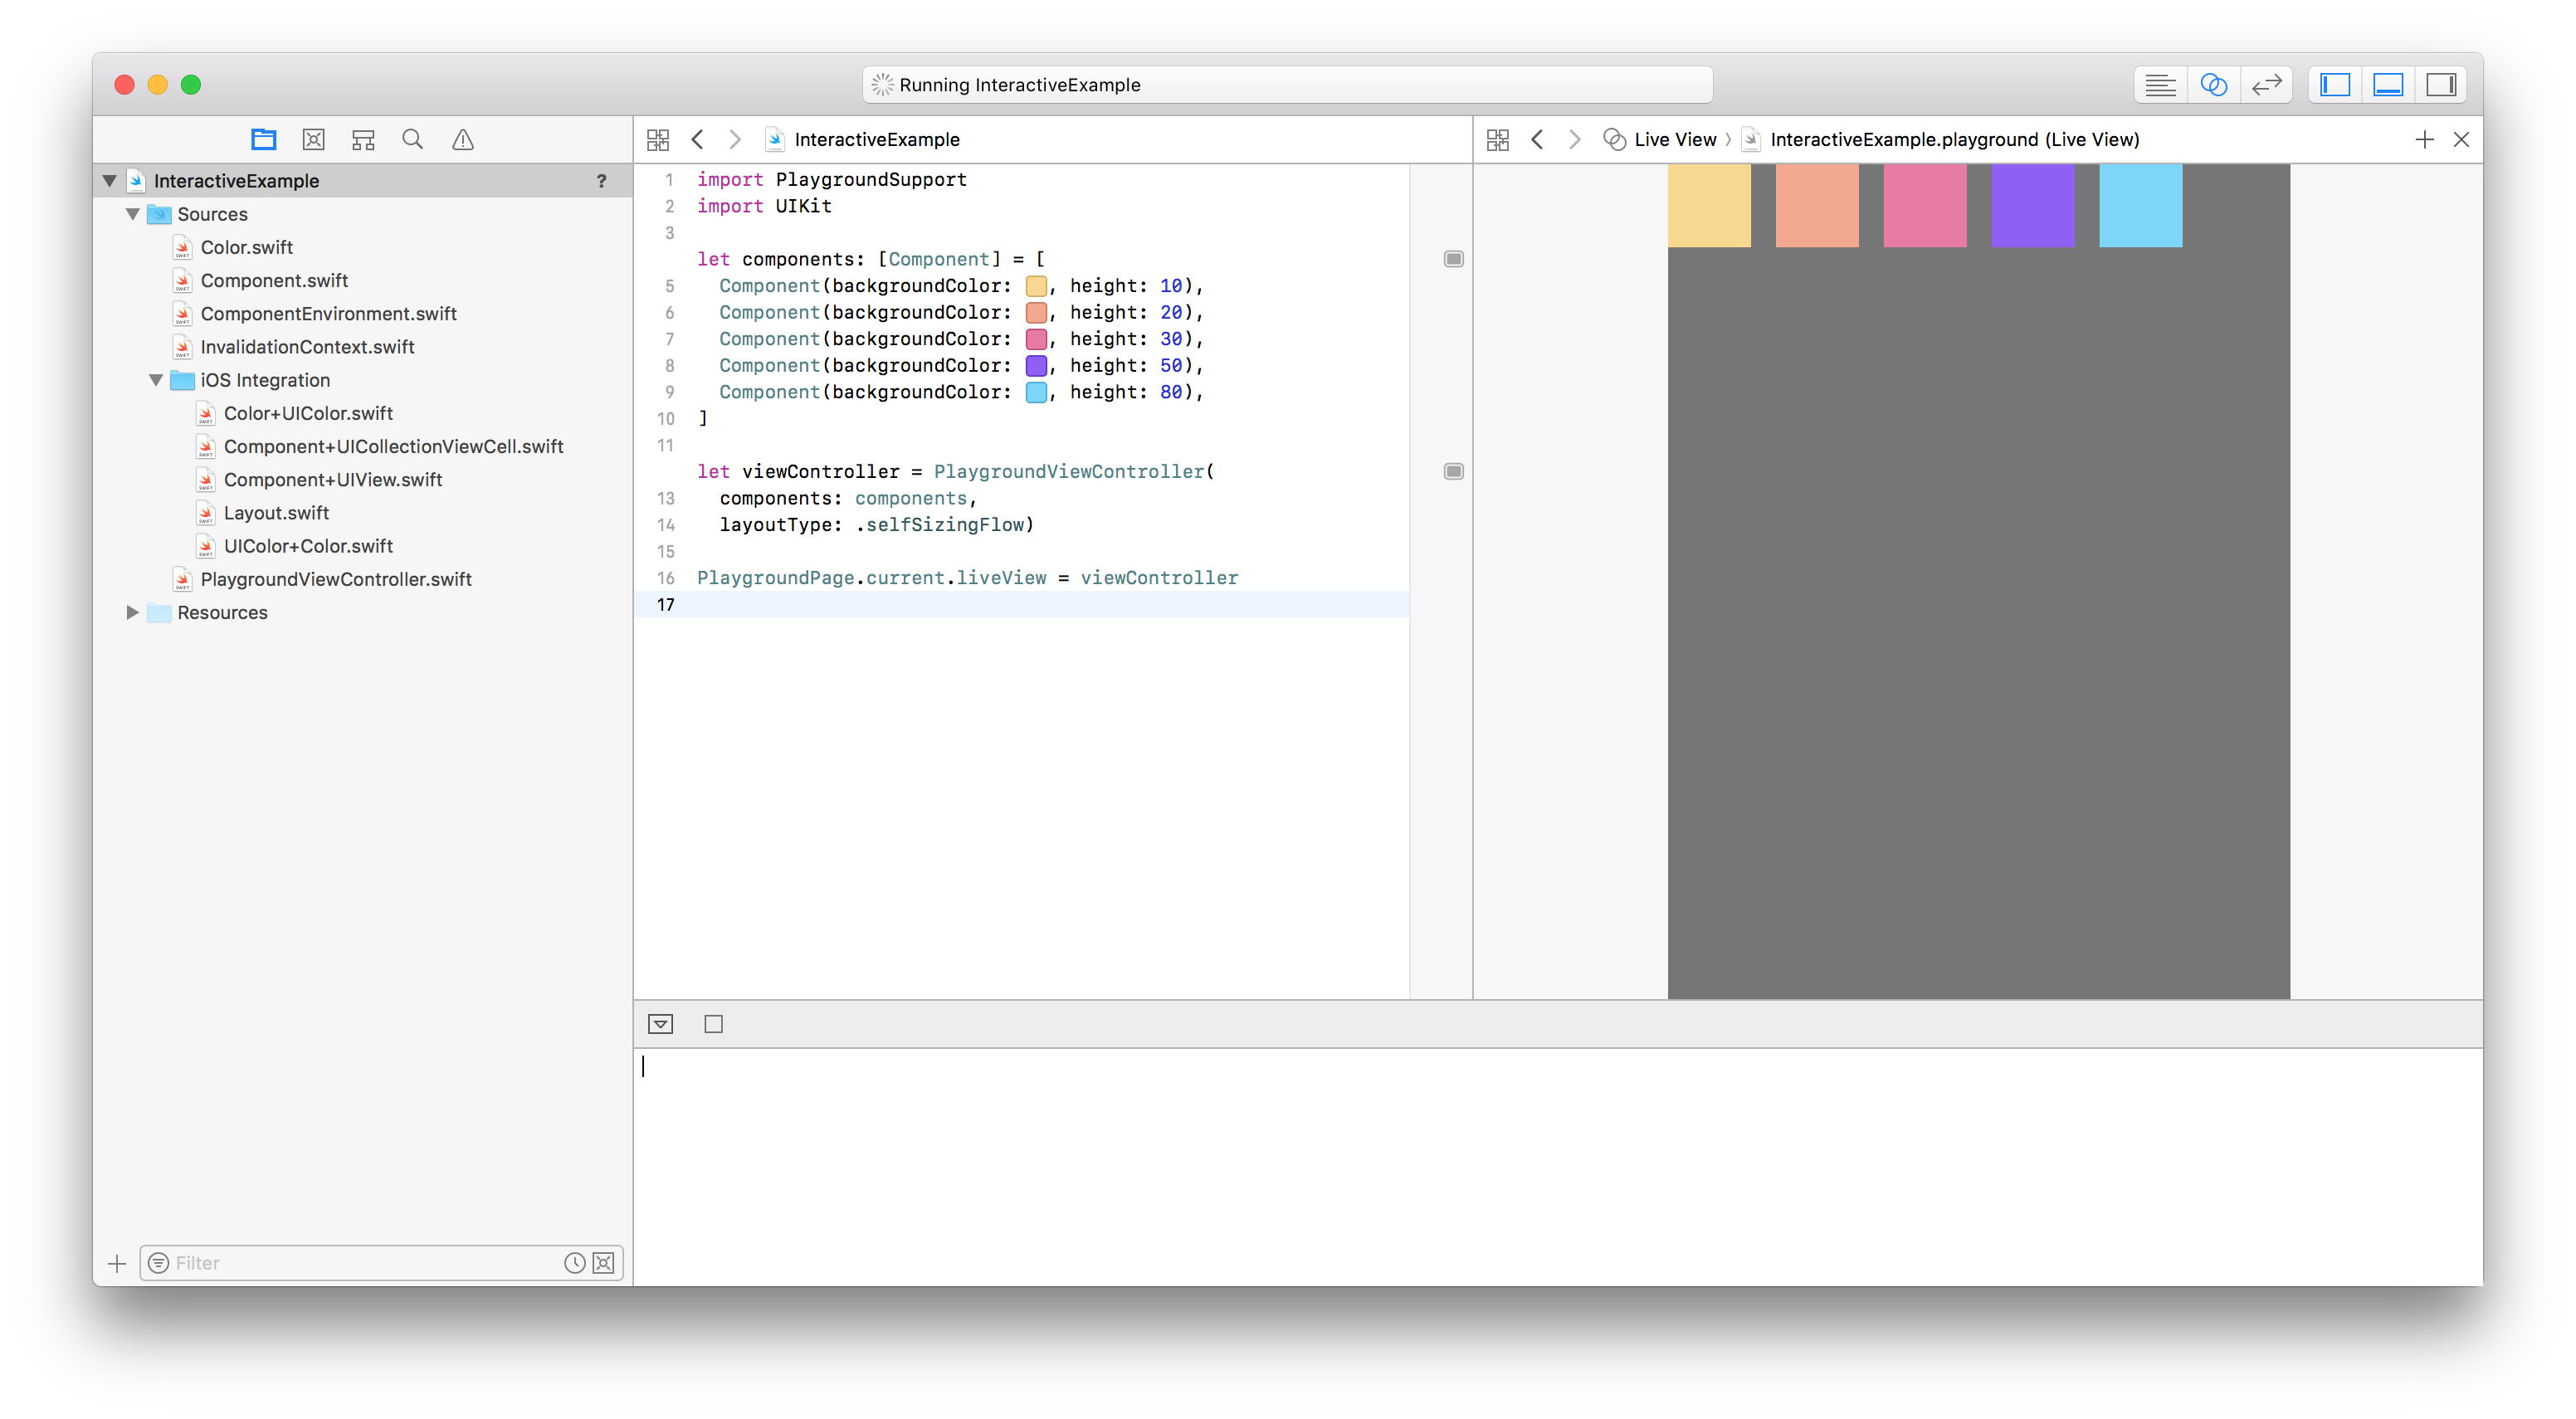 Running InteractiveExample
InteractiveExample
Live View 〉 InteractiveExample.playground (Live View)
InteractiveExample ?
Sources
Color.swift
Component.swift
ComponentEnvironment.swift
InvalidationContext.swift
iOS Integration
Color+UIColor.swift
Component+UICollectionViewCell.swift
Component+UIView.swift
Layout.swift
UIColor+Color.swift
PlaygroundViewController.swift
Resources
Filter
1 import PlaygroundSupport
2 import UIKit
3
let components: [Component] = [
5 Component(backgroundColor: , height: 10),
6 Component(backgroundColor: , height: 20),
7 Component(backgroundColor: , height: 30),
8 Component(backgroundColor: , height: 50),
9 Component(backgroundColor: , height: 80),
10 ]
11
let viewController = PlaygroundViewController(
13 components: components,
14 layoutType: .selfSizingFlow)
15
16 PlaygroundPage.current.liveView = viewController
17